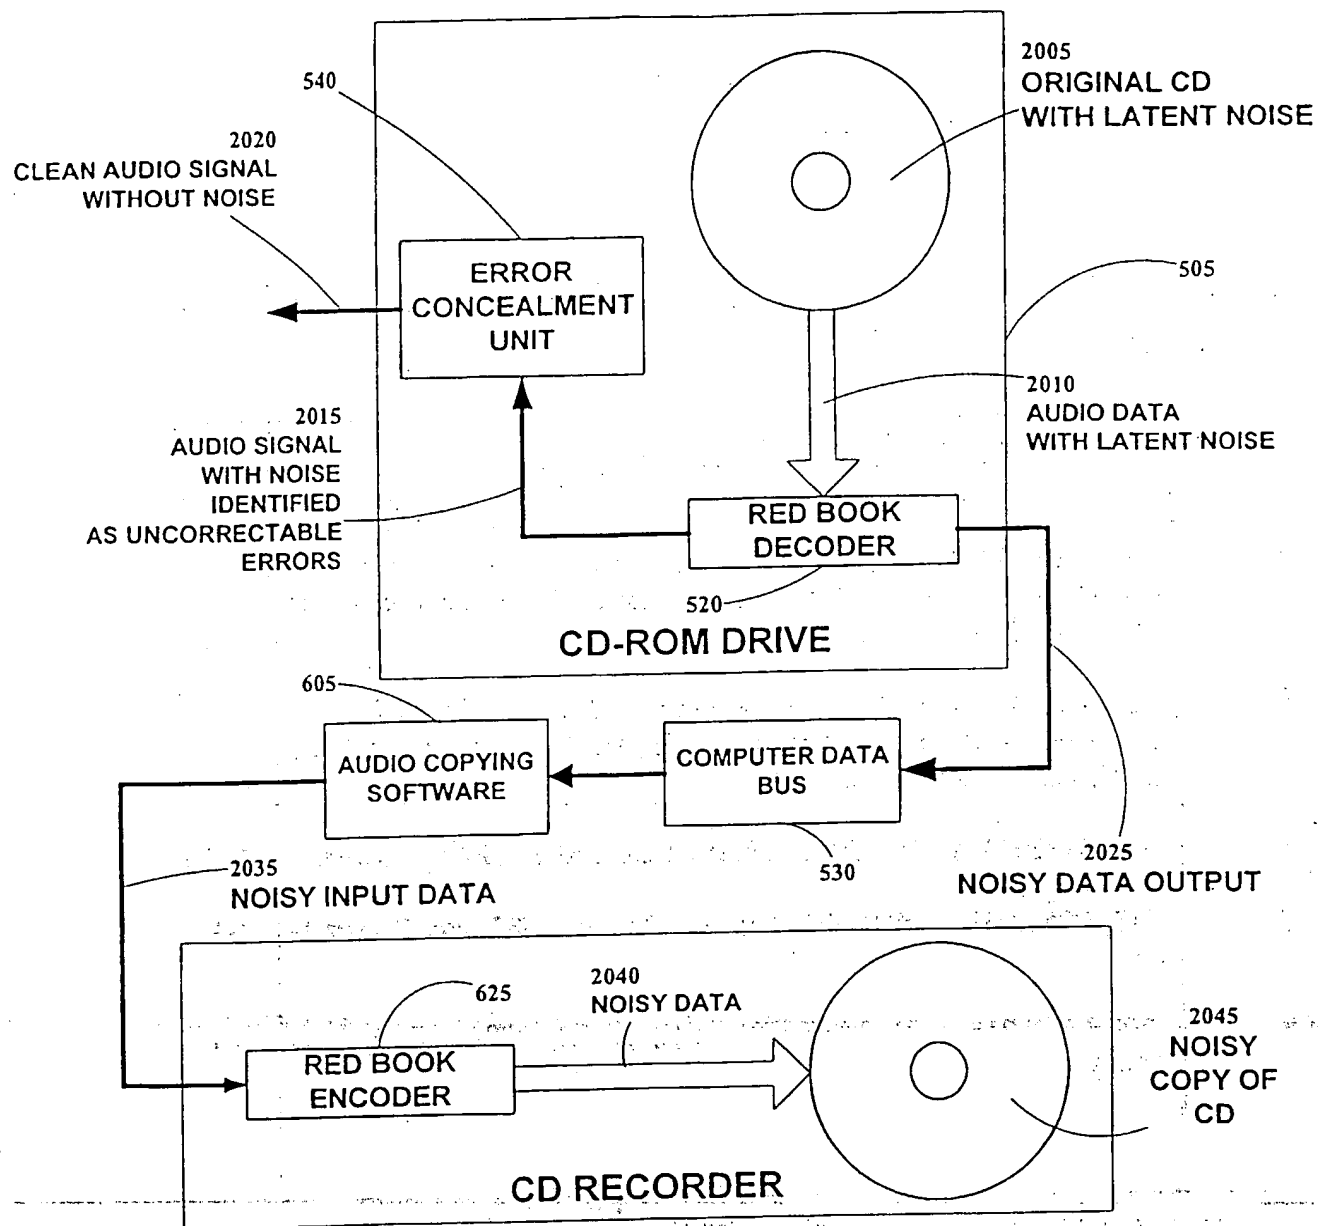 2005
ORIGINAL CD
WITH LATENT NOISE
540
2020
CLEAN AUDIO SIGNAL
WITHOUT NOISE
ERROR
CONCEALMENT
UNIT
505
2010
AUDIO DATA
WITH LATENT NOISE
2015
AUDIO SIGNAL
WITH NOISE
IDENTIFIED
AS UNCORRECTABLE
ERRORS
RED BOOK
DECODER
520
CD-ROM DRIVE
605
AUDIO COPYING
SOFTWARE
COMPUTER DATA
BUS
530
2025
NOISY DATA OUTPUT
2035
NOISY INPUT DATA
625
2040
NOISY DATA
RED BOOK
ENCODER
2045
NOISY
COPY OF
CD
CD RECORDER